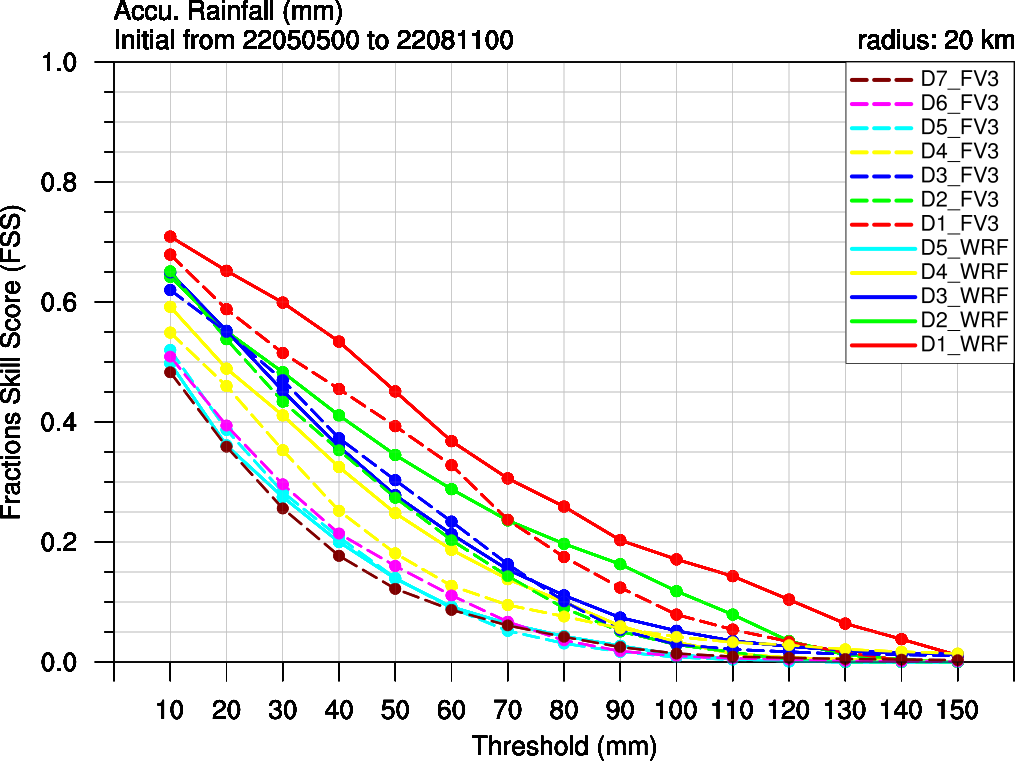 Accu. Rainfall (mm)
Initial from 22050500 to 22081100 radius: 20 km
1.0
0.8
0.6
0.4
0.2
0.0
Fractions Skill Score (FSS)
D7_FV3
D6_FV3
D5_FV3
D4_FV3
D3_FV3
D2_FV3
D1_FV3
D5_WRF
D4_WRF
D3_WRF
D2_WRF
D1_WRF
10 20 30 40 50 60 70 80 90 100 110 120 130 140 150
Threshold (mm)